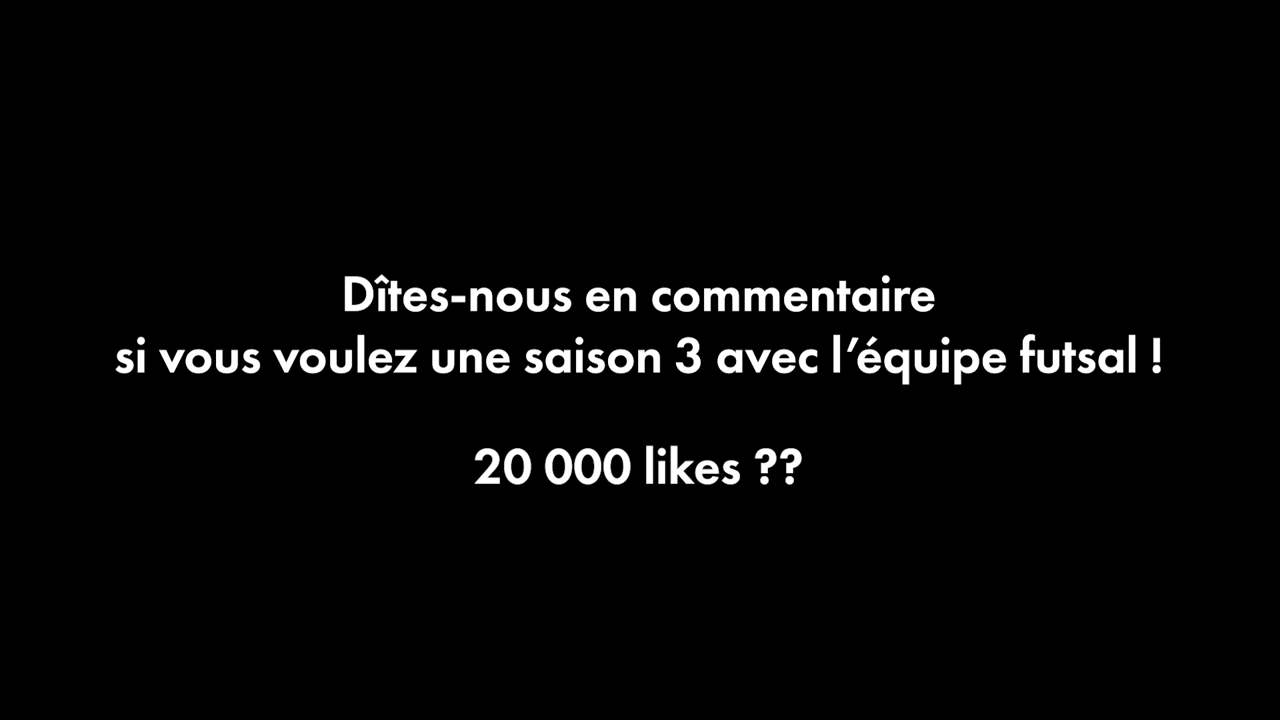 Dîtes-nous en commentaire
si vous voulez une saison 3 avec l’équipe futsal !
20 000 likes ??